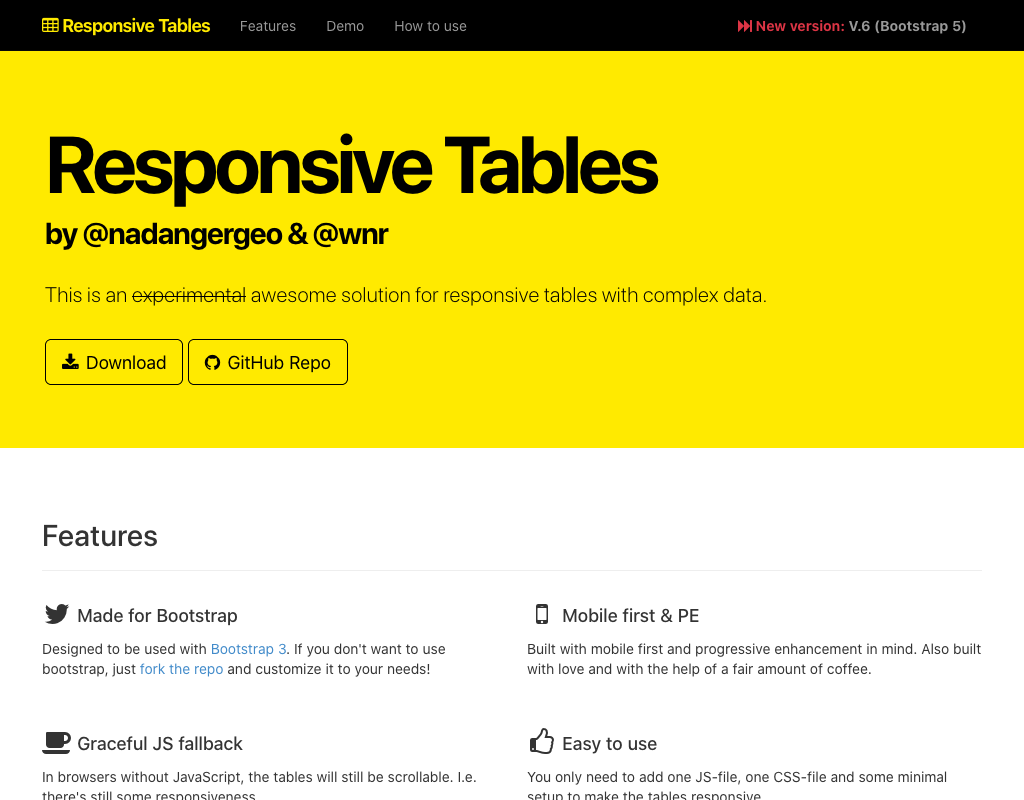 Responsive Tables Features Demo How to use New version: V.6 (Bootstrap 5)
Responsive Tables
by @nadangergeo & @wnr
This is an experimental awesome solution for responsive tables with complex data.
Download GitHub Repo
Features
Made for Bootstrap
Designed to be used with Bootstrap 3. If you don't want to use
bootstrap, just fork the repo and customize it to your needs!
Mobile first & PE
Built with mobile first and progressive enhancement in mind. Also built
with love and with the help of a fair amount of coffee.
Graceful JS fallback
In browsers without JavaScript, the tables will still be scrollable. I.e.
there's still some responsiveness.
Easy to use
You only need to add one JS-file, one CSS-file and some minimal
setup to make the tables responsive.